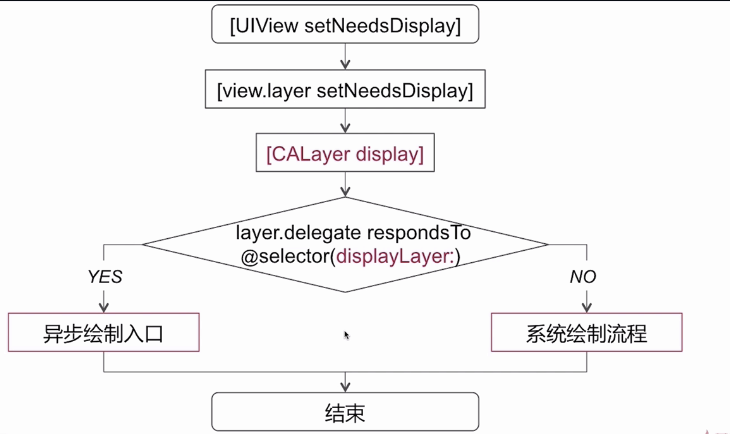 [UIView setNeedsDisplay]
[view.layer setNeedsDisplay]
[CALayer display]
layer.delegate respondsTo
@selector(displayLayer:)
YES
NO
异步绘制入口
系统绘制流程
结束